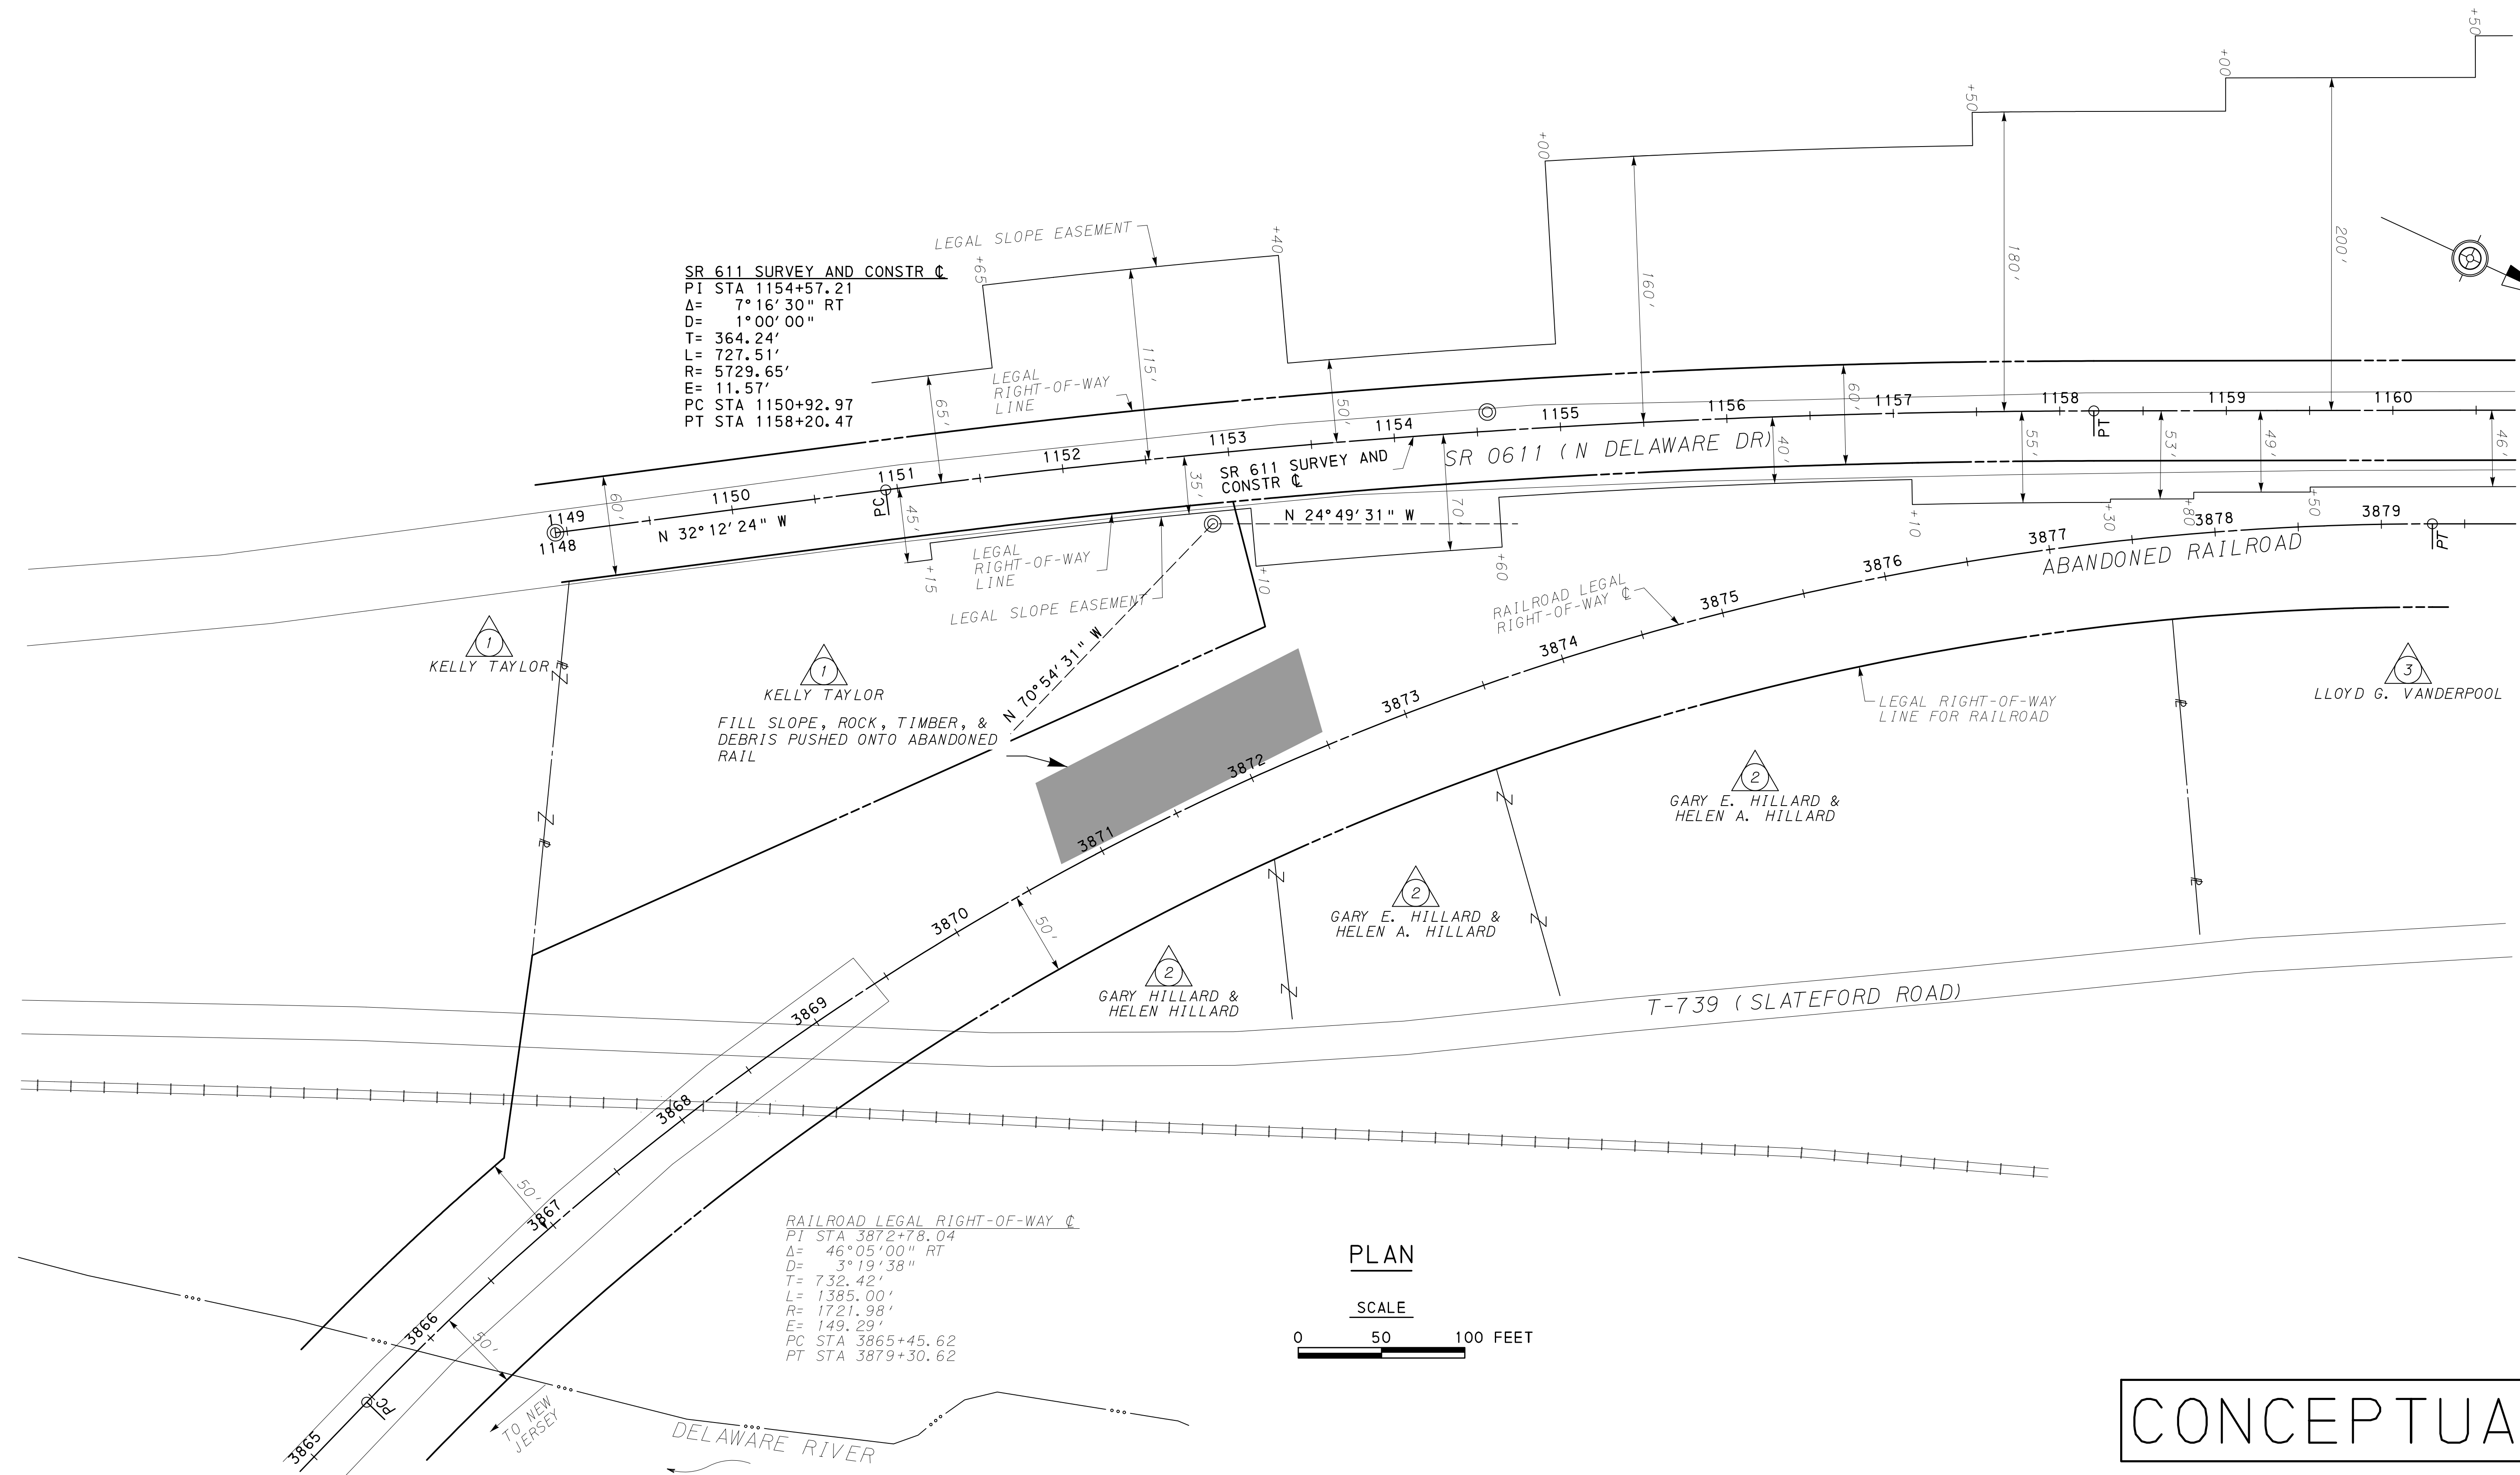 +50
+00
+50
+00
200'
180'
160'
LEGAL SLOPE EASEMENT
+65
+40
115'
SR 611 SURVEY AND CONSTR ℄
PI STA 1154+57.21
Δ= 7°16'30" RT
D= 1°00'00"
T= 364.24'
L= 727.51'
R= 5729.65'
E= 11.57'
PC STA 1150+92.97
PT STA 1158+20.47
LEGAL
RIGHT-OF-WAY
LINE
65'
50'
60'
1148
1149
1150
1151
1152
1153
1154
1155
1156
1157
1158
1159
1160
PC
PT
N 32°12'24" W
60'
45'
35'
70'
40'
55'
53'
49'
46'
SR 611 SURVEY AND
CONSTR ℄
SR 0611 (N DELAWARE DR)
N 24°49'31" W
+15
+10
+60
+10
+30
+80
+50
LEGAL
RIGHT-OF-WAY
LINE
LEGAL SLOPE EASEMENT
N 70°54'31" W
RAILROAD LEGAL
RIGHT-OF-WAY ℄
ABANDONED RAILROAD
1
KELLY TAYLOR
1
KELLY TAYLOR
FILL SLOPE, ROCK, TIMBER, &
DEBRIS PUSHED ONTO ABANDONED
RAIL
LEGAL RIGHT-OF-WAY
LINE FOR RAILROAD
3
LLOYD G. VANDERPOOL
2
GARY E. HILLARD &
HELEN A. HILLARD
2
GARY E. HILLARD &
HELEN A. HILLARD
2
GARY HILLARD &
HELEN HILLARD
T-739 (SLATEFORD ROAD)
3865
3866
3867
3868
3869
3870
3871
3872
3873
3874
3875
3876
3877
3878
3879
PC
PT
50'
50'
50'
RAILROAD LEGAL RIGHT-OF-WAY ℄
PI STA 3872+78.04
Δ= 46°05'00" RT
D= 3°19'38"
T= 732.42'
L= 1385.00'
R= 1721.98'
E= 149.29'
PC STA 3865+45.62
PT STA 3879+30.62
TO NEW
JERSEY
DELAWARE RIVER
PLAN
SCALE
0 50 100 FEET
CONCEPTUA